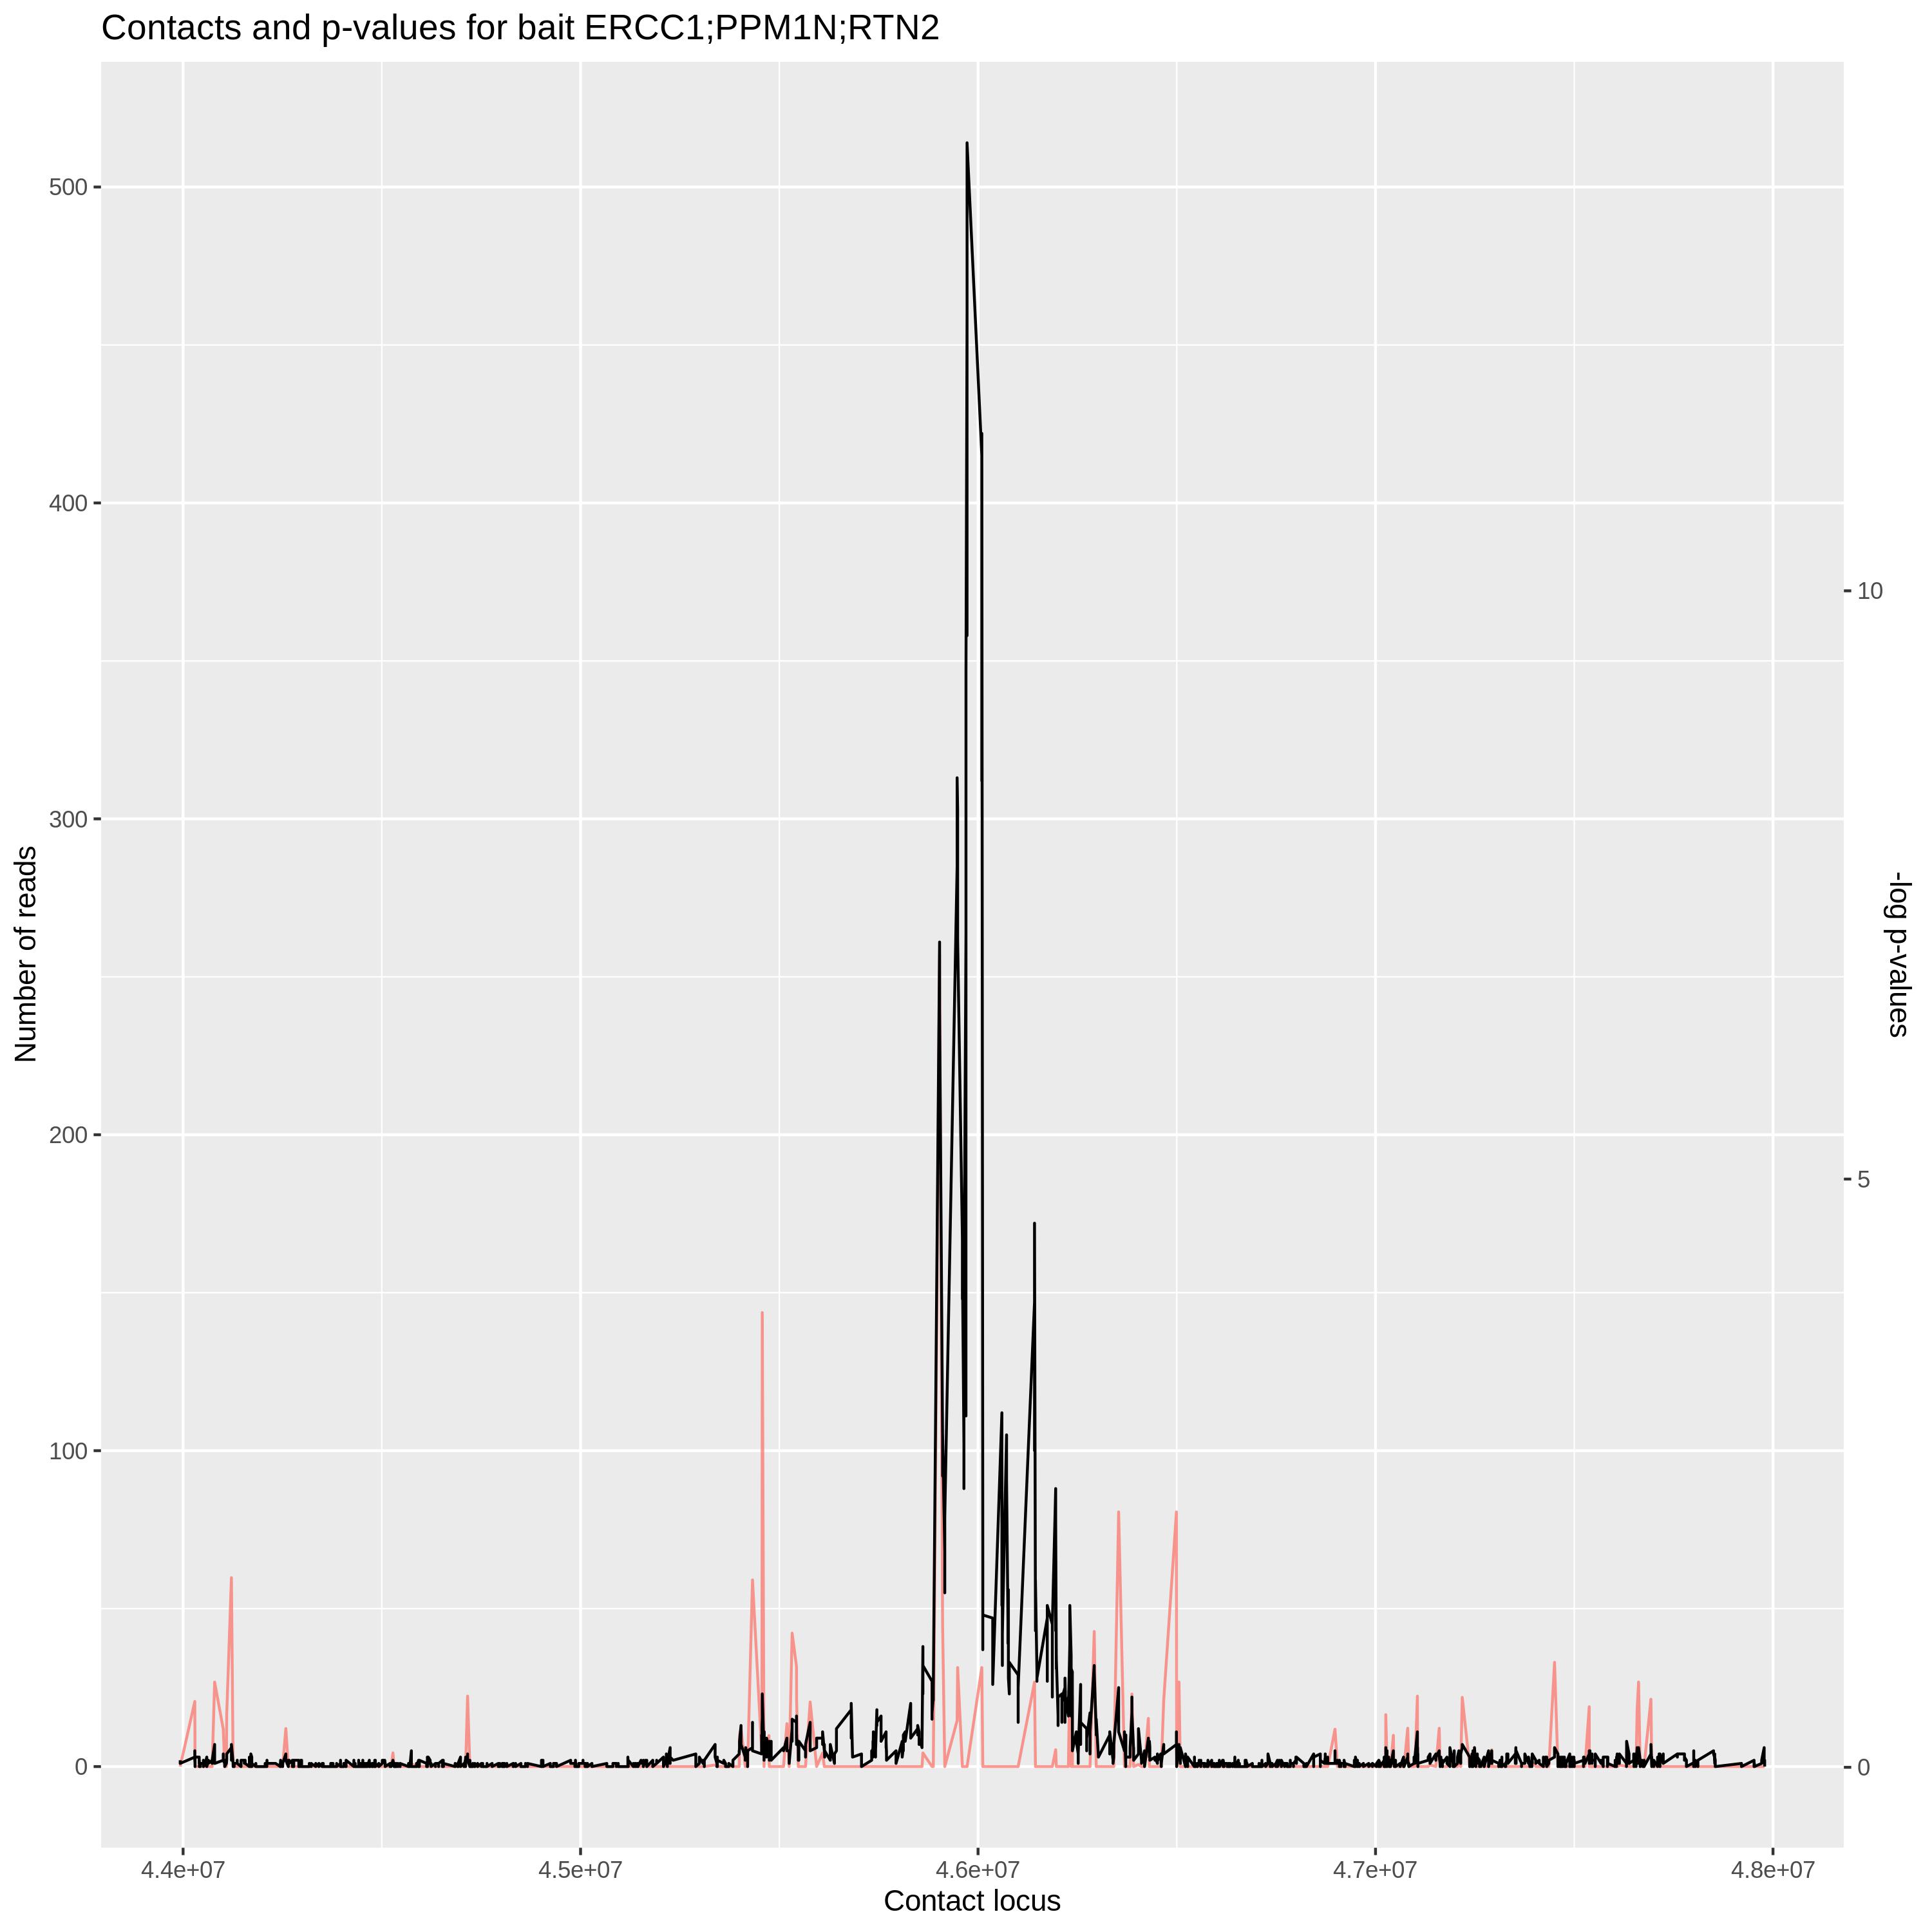 Contacts and p-values for bait ERCC1;PPM1N;RTN2
500
400
300
200
100
0
Number of reads
10
5
0
-log p-values
4.4e+07
4.5e+07
4.6e+07
4.7e+07
4.8e+07
Contact locus